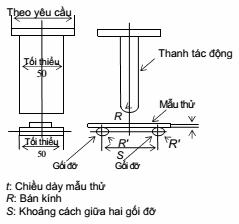 Theo yêu cầu
Tối thiểu
50
Thanh tác động
R
Mẫu thử
t
Tối thiểu
50
R'
R'
S
Gối đỡ
Gối đỡ
t: Chiều dày mẫu thử
R: Bán kính
S: Khoảng cách giữa hai gối đỡ